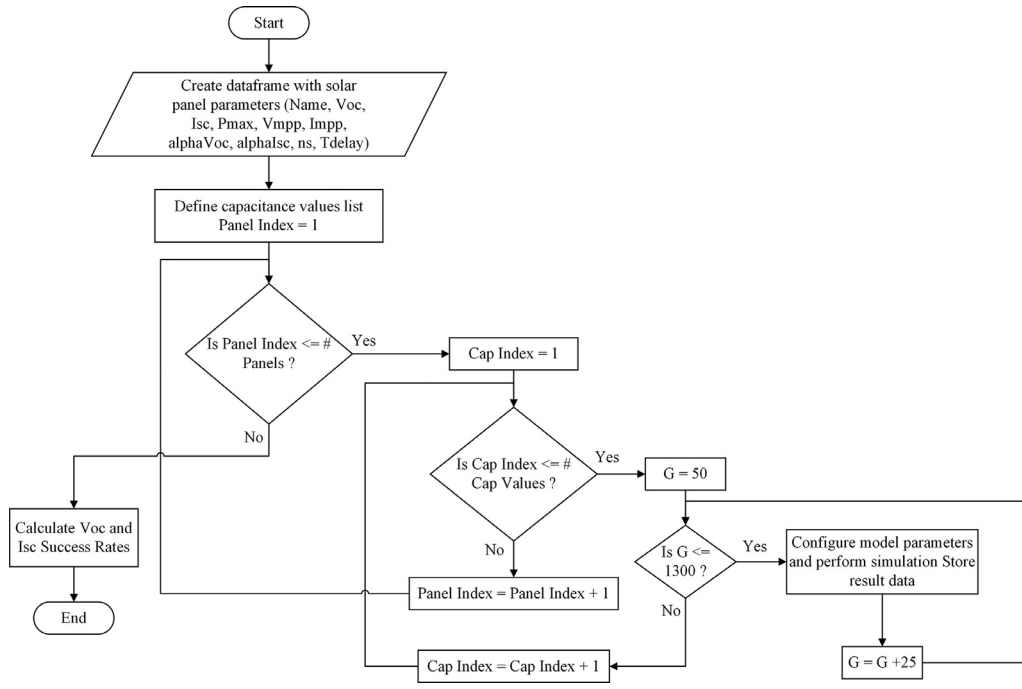 Start
Create dataframe with solar
panel parameters (Name, Voc,
Isc, Pmax, Vmpp, Impp,
alphaVoc, alphaIsc, ns, Tdelay)
Define capacitance values list
Panel Index = 1
Is Panel Index <= #
Panels ?
Yes
No
Cap Index = 1
Is Cap Index <= #
Cap Values ?
Yes
No
G = 50
Is G <=
1300 ?
Yes
No
Configure model parameters
and perform simulation Store
result data
G = G +25
Panel Index = Panel Index + 1
Cap Index = Cap Index + 1
Calculate Voc and
Isc Success Rates
End